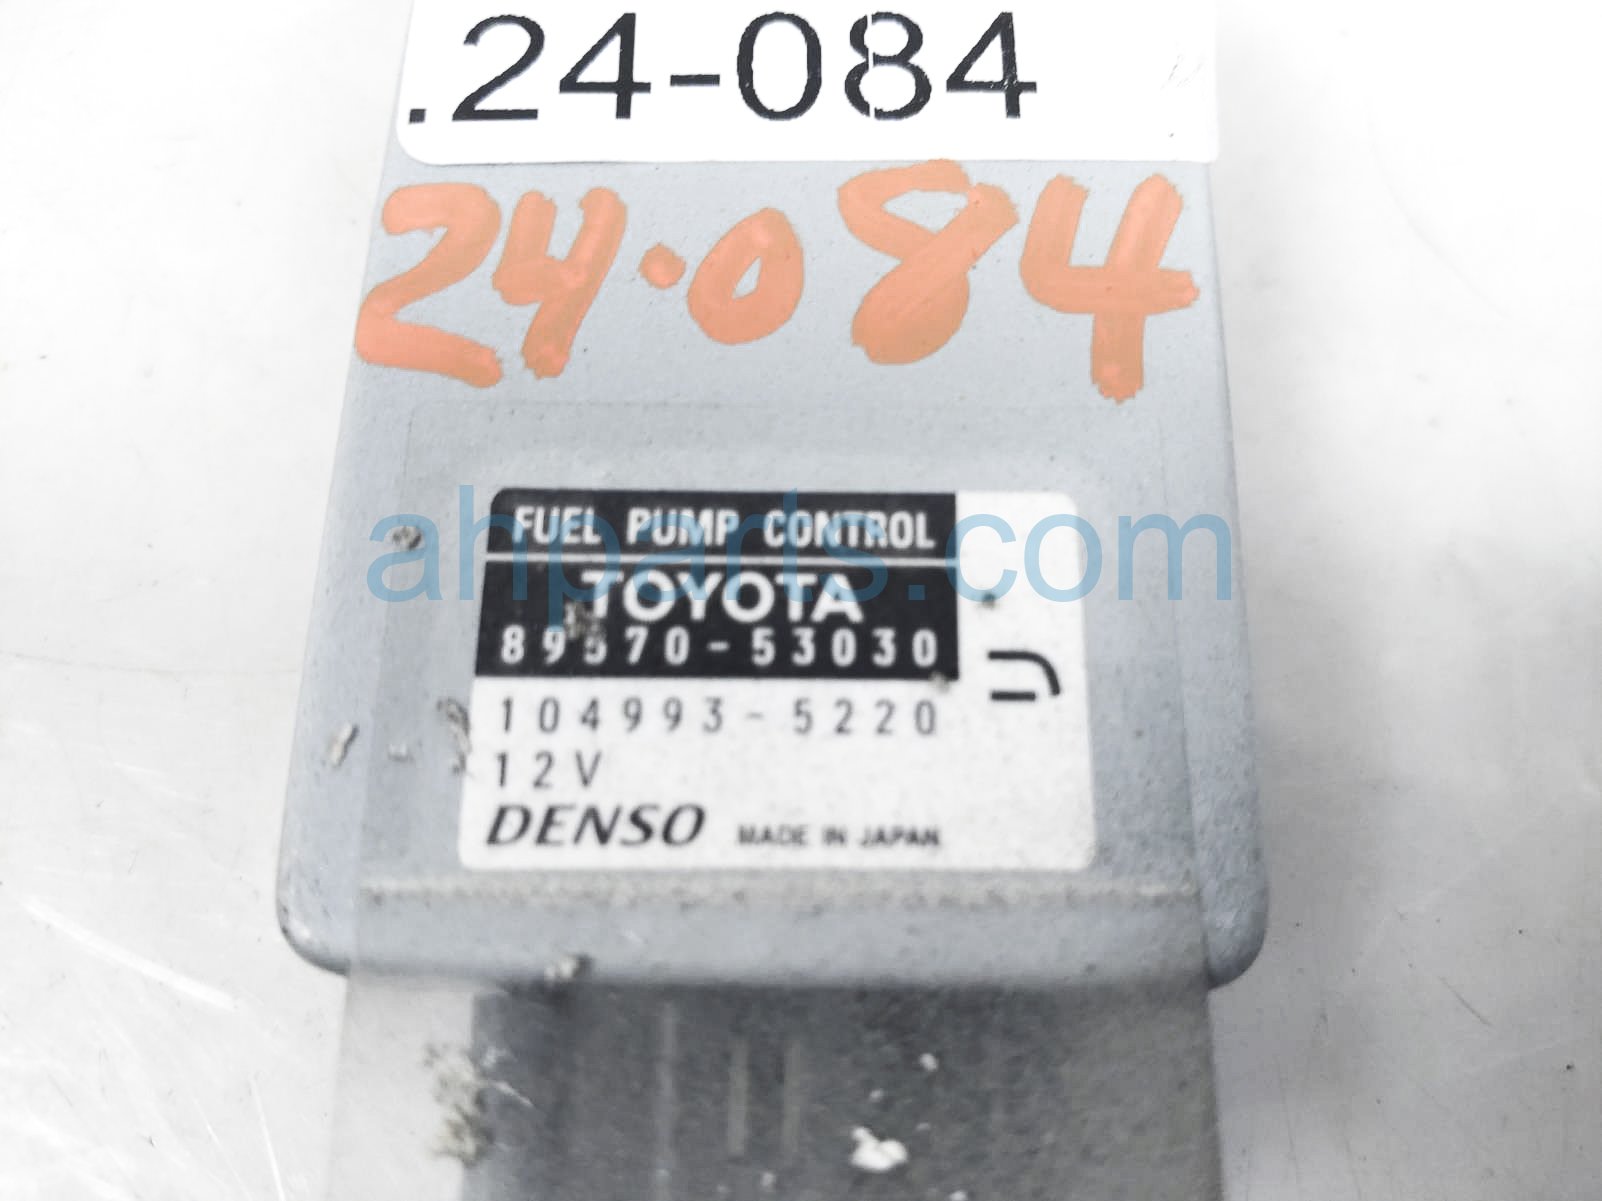 .24-084
24.084
FUEL PUMP CONTROL
ahparts.com
TOYOTA
89570-53030
104993-5220
12V
DENSO MADE IN JAPAN